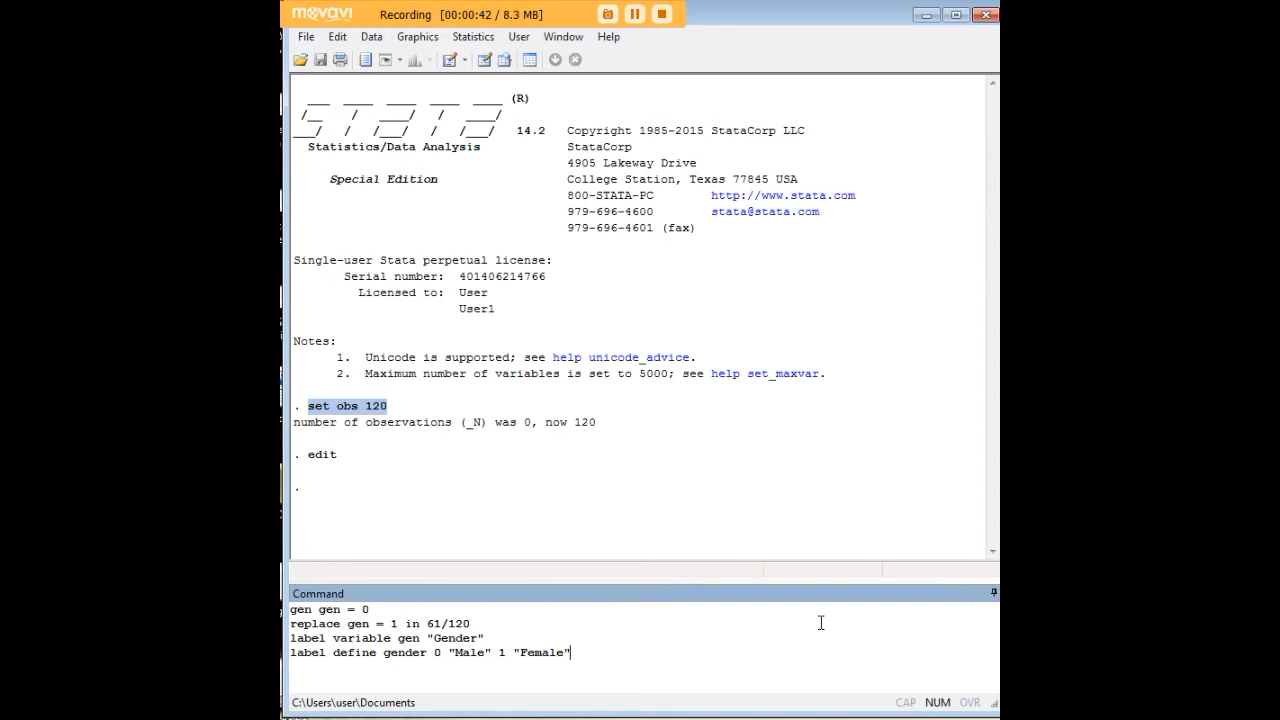 movavi Recording [00:00:42 / 8.3 MB]
File Edit Data Graphics Statistics User Window Help
STATA (R)
14.2 Copyright 1985-2015 StataCorp LLC
Statistics/Data Analysis StataCorp
4905 Lakeway Drive
Special Edition College Station, Texas 77845 USA
800-STATA-PC http://www.stata.com
979-696-4600 stata@stata.com
979-696-4601 (fax)
Single-user Stata perpetual license:
Serial number: 401406214766
Licensed to: User
User1
Notes:
1. Unicode is supported; see help unicode_advice.
2. Maximum number of variables is set to 5000; see help set_maxvar.
. set obs 120
number of observations (_N) was 0, now 120
. edit
.
Command
gen gen = 0
replace gen = 1 in 61/120
label variable gen "Gender"
label define gender 0 "Male" 1 "Female"
C:\Users\user\Documents CAP NUM OVR